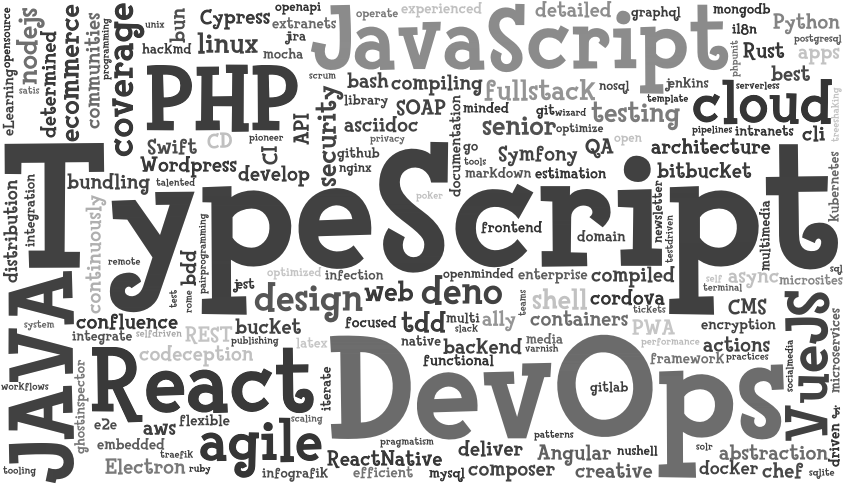 eLearning
opensource
satis
nodejs
determined
ecommerce
communities
programming
coverage
unix
hackmd
bun
Cypress
linux
openapi
extranets
jira
mocha
operate
experienced
JavaScript
detailed
graphql
mongodb
il8n
Python
postgresql
phpunit
Rust
apps
PHP
scrum
bash
compiling
fullstack
nosql
jenkins
best
serverless
template
library
SOAP
minded
git
wizard
testing
cloud
treeshaking
security
API
asciidoc
documentation
senior
optimize
pipelines
intranets
cli
Swift
CD
pioneer
CI
privacy
github
go
tools
Symfony
QA
open
architecture
Wordpress
develop
nginx
markdown
estimation
bitbucket
Kubernetes
bundling
talented
TypeScript
poker
distribution
integration
continuously
remote
pairprogramming
frontend
domain
newsletter
testdriven
multimedia
bdd
optimized
infection
openminded
enterprise
compiled
self
terminal
async
sql
microsites
test
rome
jest
design
web
deno
teams
shell
cordova
tickets
CMS
VueJS
JAVA
system
confluence
integrate
selfdriven
REST
bucket
publishing
focused
tdd
multi
slack
ally
containers
PWA
encryption
codeception
latex
native
backend
media
varnish
performance
actions
functional
framework
practices
socialmedia
microservices
workflows
ghostinspector
React
iterate
DevOps
gitlab
e2e
aws
flexible
scaling
embedded
traefik
agile
pragmatism
patterns
driven
&
tooling
Electron
ruby
infografik
ReactNative
efficient
mysql
deliver
composer
Angular
nushell
creative
solr
abstraction
docker
chef
sqlite